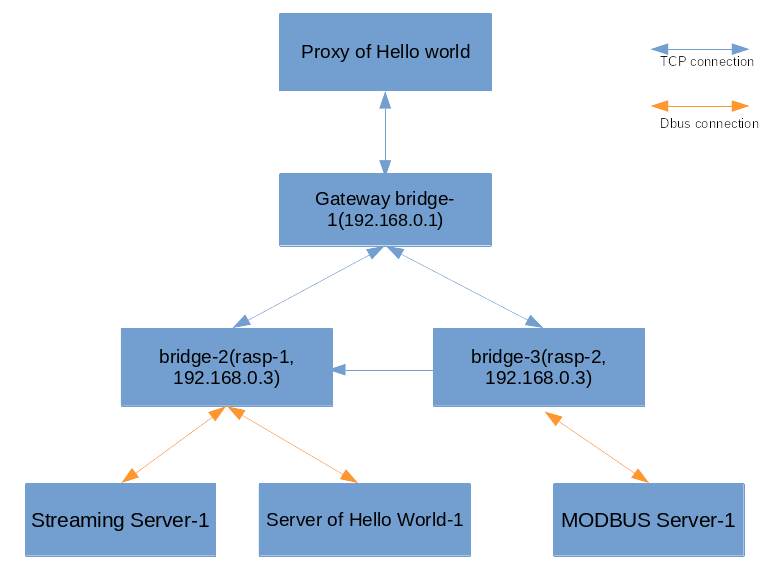 Proxy of Hello world
TCP connection
Dbus connection
Gateway bridge-
1(192.168.0.1)
bridge-2(rasp-1,
192.168.0.3)
bridge-3(rasp-2,
192.168.0.3)
Streaming Server-1
Server of Hello World-1
MODBUS Server-1